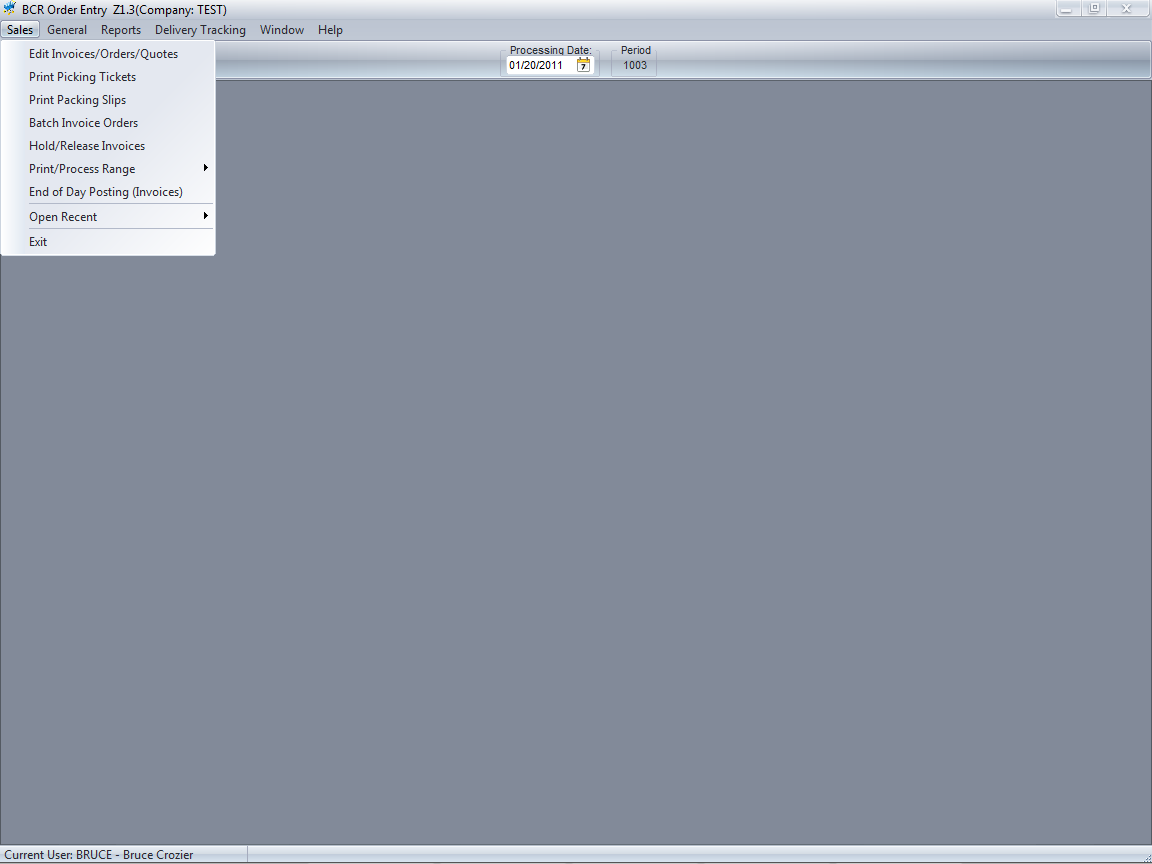 BCR Order Entry  Z1.3(Company: TEST)
Sales General Reports Delivery Tracking Window Help
Edit Invoices/Orders/Quotes
Print Picking Tickets
Print Packing Slips
Batch Invoice Orders
Hold/Release Invoices
Print/Process Range
End of Day Posting (Invoices)
Open Recent
Exit
Processing Date: Period
01/20/2011 7 1003
Current User: BRUCE - Bruce Crozier